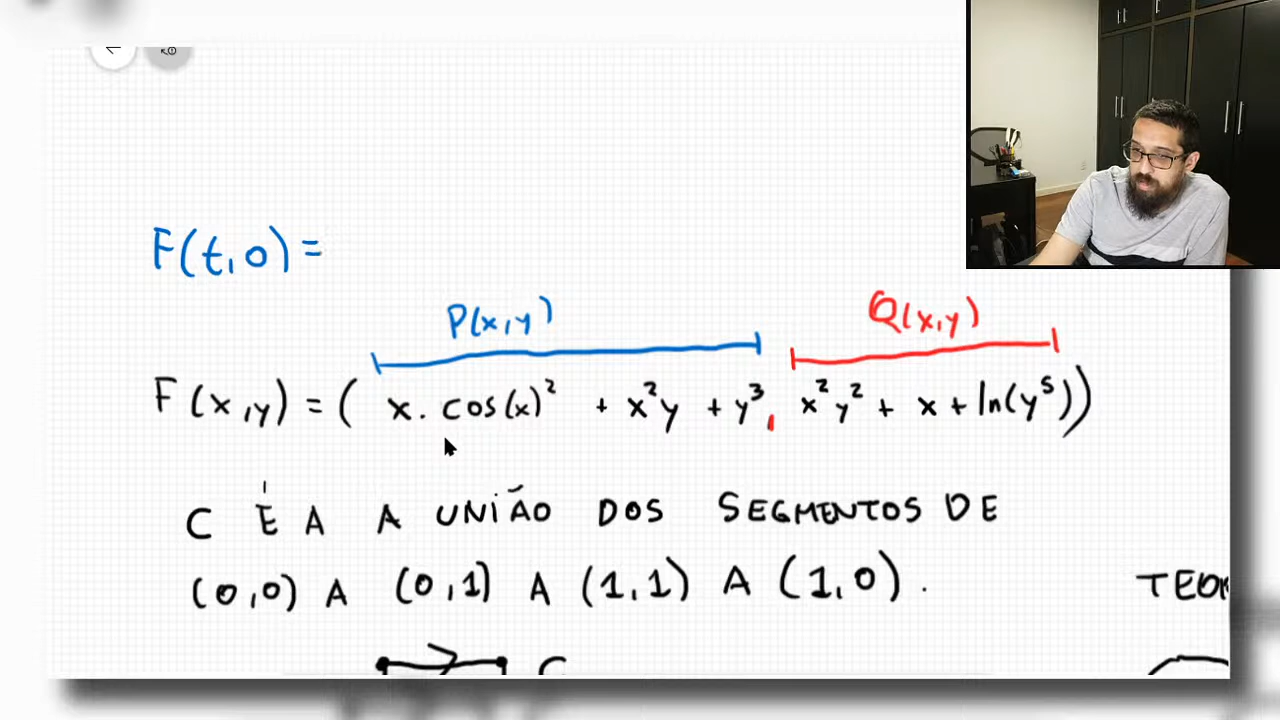 F(t,0) =
P(x,y) Q(x,y)
F(x,y) = ( x. cos(x)² + x²y + y³, x²y² + x + ln(y⁵))
C É A A UNIÃO DOS SEGMENTOS DE
(0,0) A (0,1) A (1,1) A (1,0).